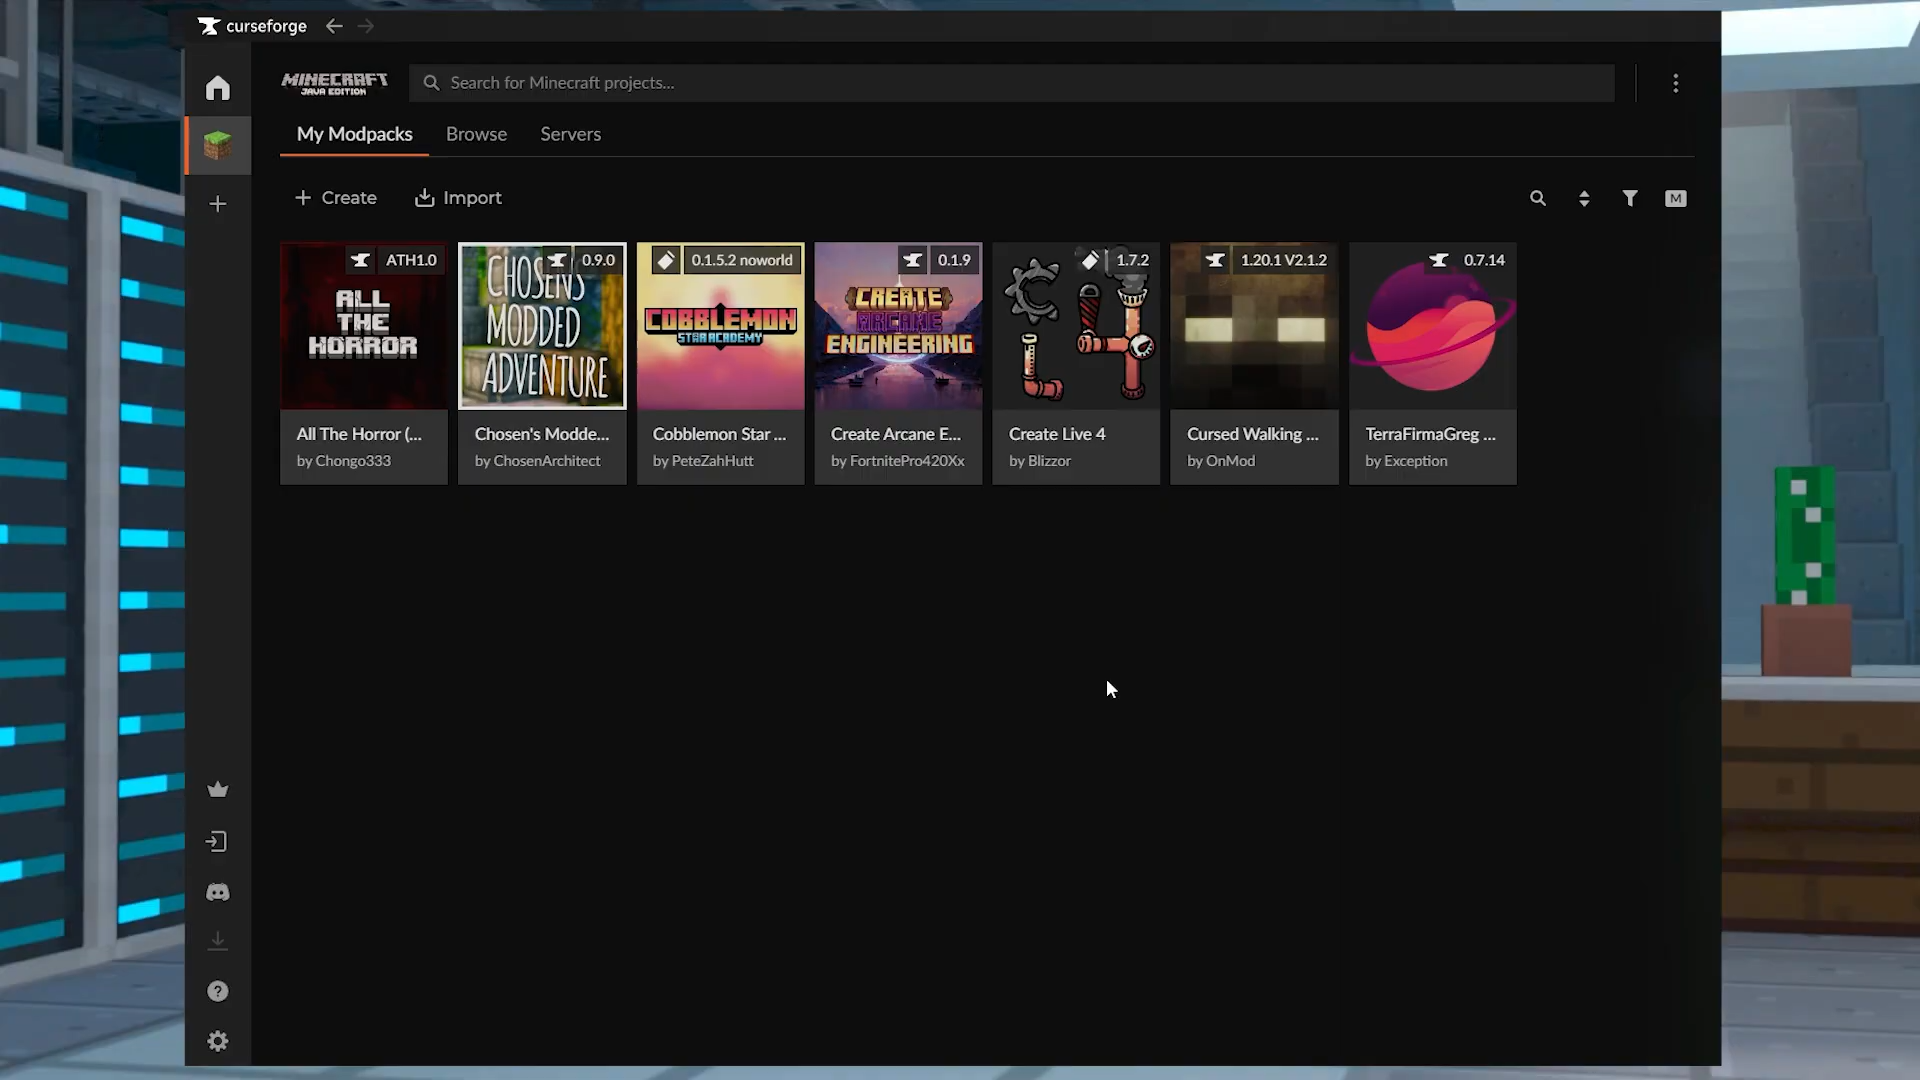 curseforge
MINECRAFT
JAVA EDITION
Search for Minecraft projects...
My Modpacks
Browse
Servers
Create
Import
M
ATH1.0
ALL
THE
HORROR
All The Horror (...
by Chongo333
0.9.0
CHOSEN'S
MODDED
ADVENTURE
Chosen's Modde...
by ChosenArchitect
0.1.5.2 noworld
COBBLEMON
STAR ACADEMY
Cobblemon Star ...
by PeteZahHutt
0.1.9
CREATE
ARCANE
ENGINEERING
Create Arcane E...
by FortnitePro420Xx
1.7.2
C
L4
Create Live 4
by Blizzor
1.20.1 V2.1.2
Cursed Walking ...
by OnMod
0.7.14
TerraFirmaGreg ...
by Exception